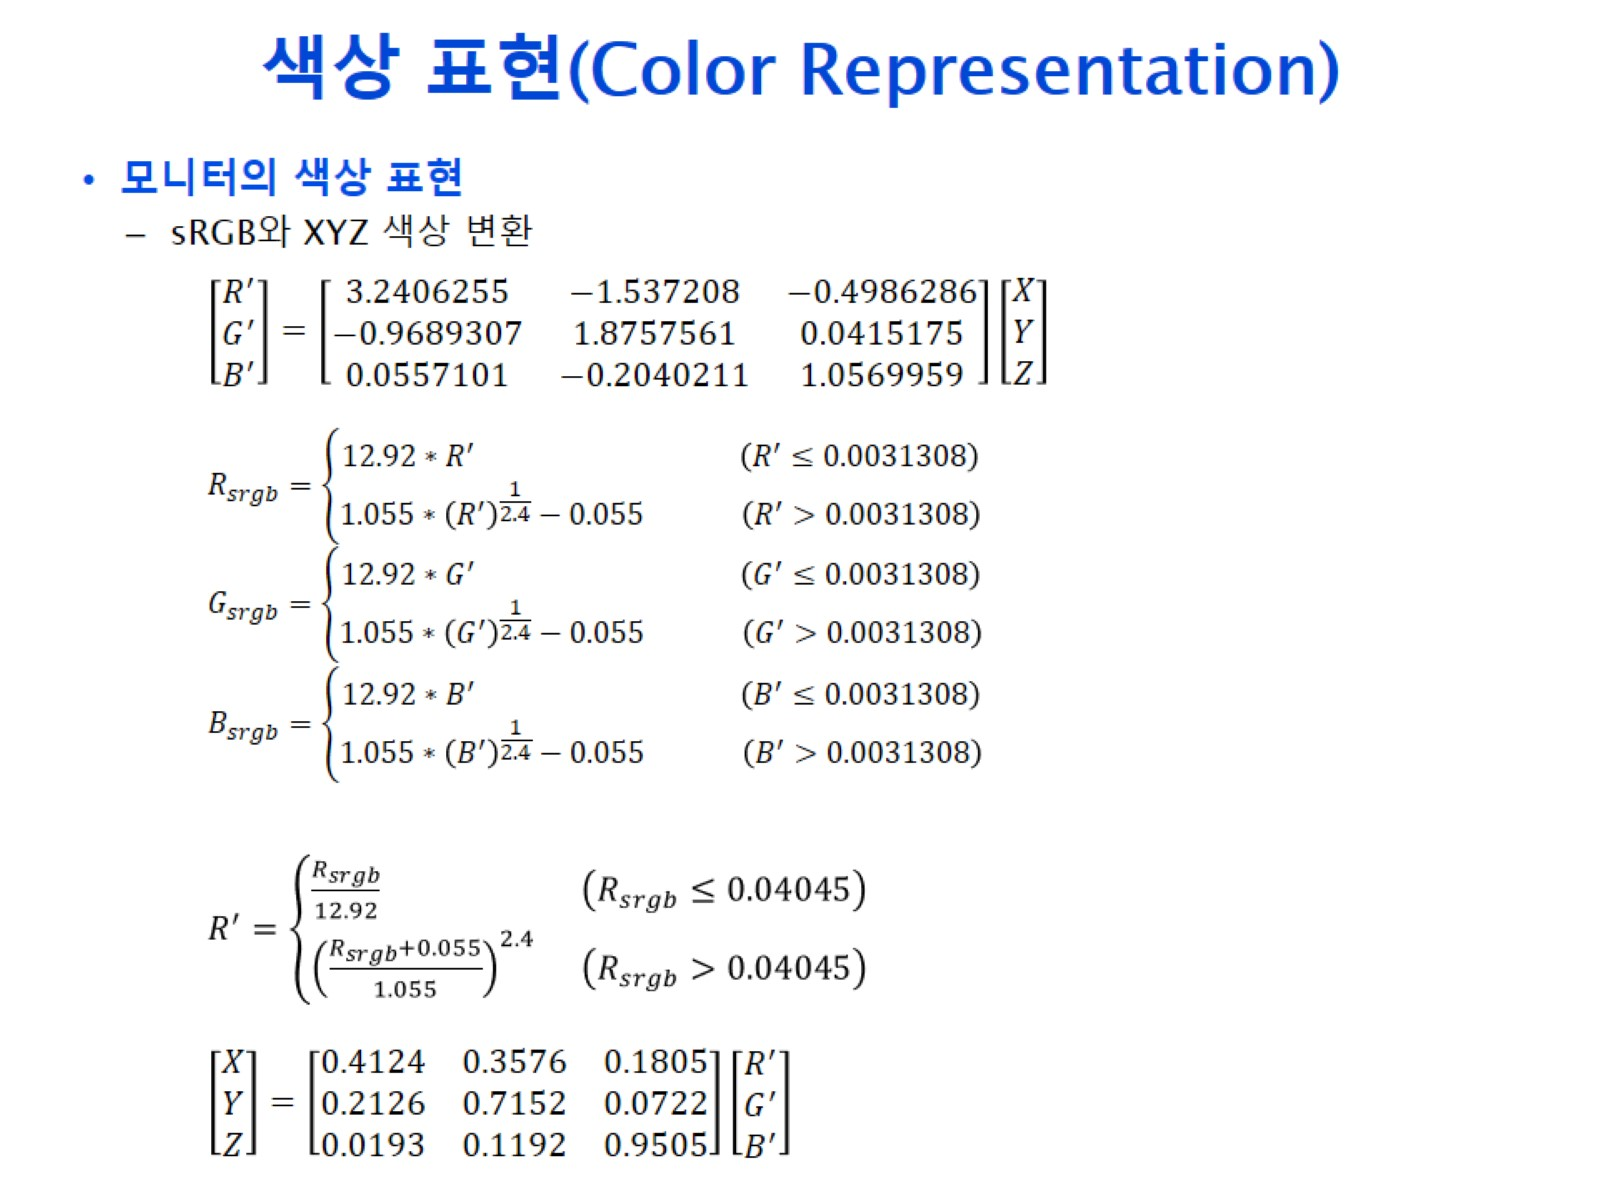 색상 표현(Color Representation)
• 모니터의 색상 표현
– sRGB와 XYZ 색상 변환
[R′ G′ B′] = [3.2406255 −1.537208 −0.4986286; −0.9689307 1.8757561 0.0415175; 0.0557101 −0.2040211 1.0569959] [X Y Z]
R_srgb = { 12.92 * R′ (R′ ≤ 0.0031308)
1.055 * (R′)^(1/2.4) − 0.055 (R′ > 0.0031308)
G_srgb = { 12.92 * G′ (G′ ≤ 0.0031308)
1.055 * (G′)^(1/2.4) − 0.055 (G′ > 0.0031308)
B_srgb = { 12.92 * B′ (B′ ≤ 0.0031308)
1.055 * (B′)^(1/2.4) − 0.055 (B′ > 0.0031308)
R′ = { R_srgb/12.92 (R_srgb ≤ 0.04045)
((R_srgb+0.055)/1.055)^2.4 (R_srgb > 0.04045)
[X Y Z] = [0.4124 0.3576 0.1805; 0.2126 0.7152 0.0722; 0.0193 0.1192 0.9505] [R′ G′ B′]